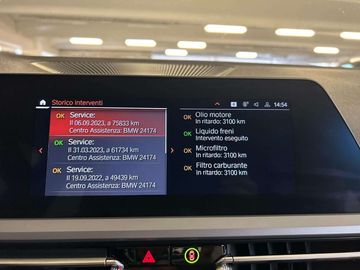 14:54
Storico interventi
OK Service:
Il 06.09.2023, a 75833 km
Centro Assistenza: BMW 24174
OK Service:
Il 31.03.2023, a 61734 km
Centro Assistenza: BMW 24174
OK Service:
Il 19.09.2022, a 49439 km
Centro Assistenza: BMW 24174
Olio motore
OK In ritardo: 3100 km
Liquido freni
OK Intervento eseguito
Microfiltro
OK In ritardo: 3100 km
Filtro carburante
OK In ritardo: 3100 km